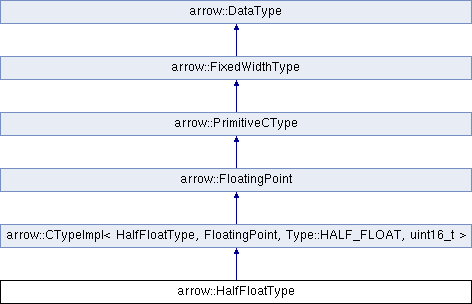 arrow::DataType
arrow::FixedWidthType
arrow::PrimitiveCType
arrow::FloatingPoint
arrow::CTypeImpl< HalfFloatType, FloatingPoint, Type::HALF_FLOAT, uint16_t >
arrow::HalfFloatType